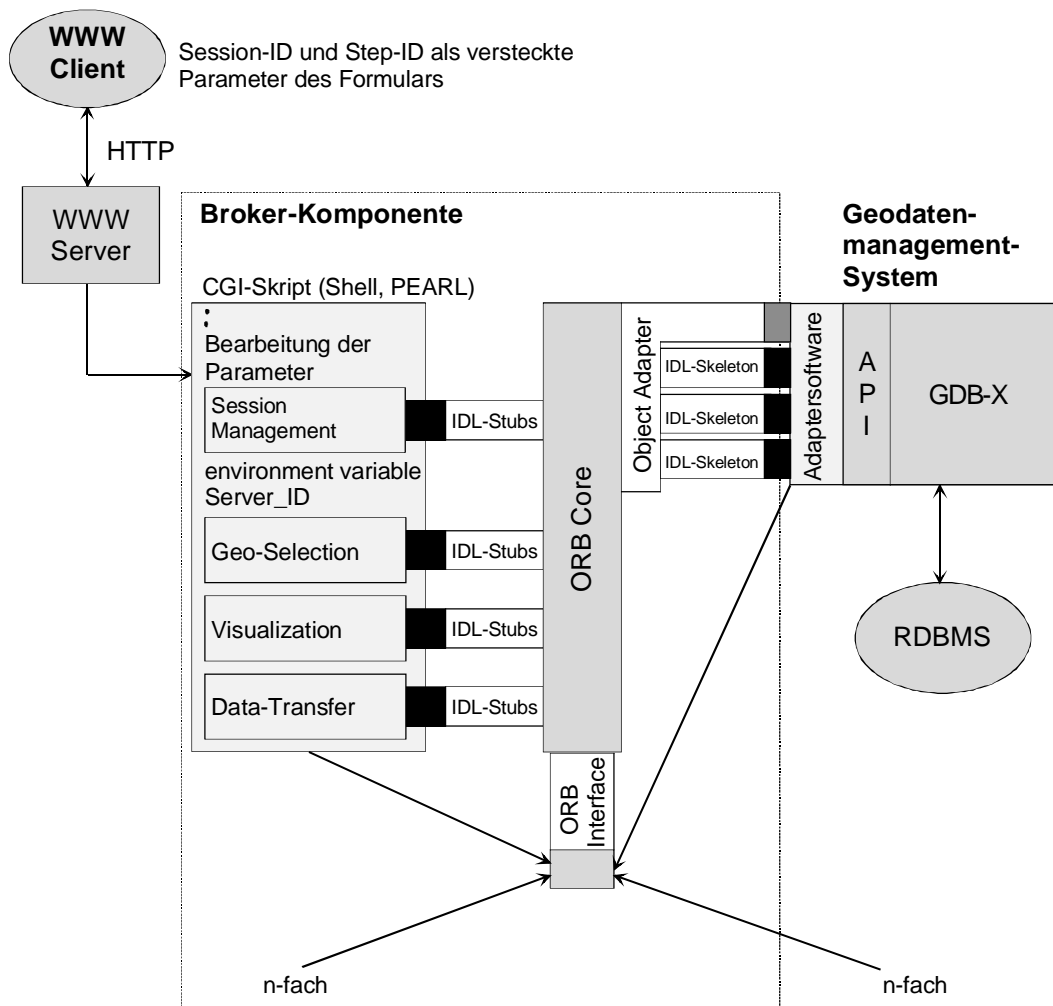 WWW
Client
Session-ID und Step-ID als versteckte
Parameter des Formulars
HTTP
WWW
Server
Broker-Komponente
Geodaten-
management-
System
CGI-Skript (Shell, PEARL)
:
Bearbeitung der
Parameter
Session
Management
IDL-Stubs
environment variable
Server_ID
Geo-Selection
IDL-Stubs
Visualization
IDL-Stubs
Data-Transfer
IDL-Stubs
ORB Core
Object Adapter
IDL-Skeleton
IDL-Skeleton
IDL-Skeleton
Adaptersoftware
A
P
I
GDB-X
RDBMS
ORB
Interface
n-fach
n-fach